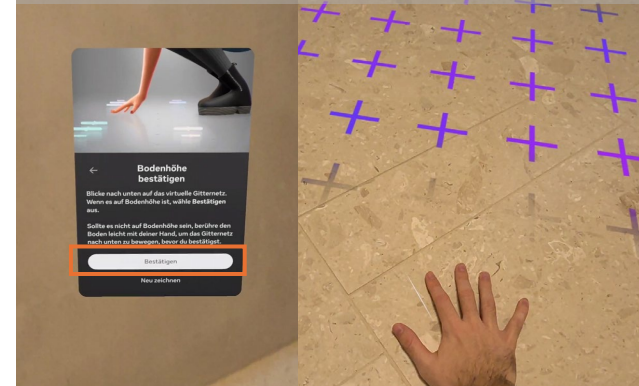 Bodenhöhe
bestätigen
Blicke nach unten auf das virtuelle Gitternetz.
Wenn es auf Bodenhöhe ist, wähle Bestätigen
aus.
Sollte es nicht auf Bodenhöhe sein, berühre den
Boden leicht mit deiner Hand, um das Gitternetz
nach unten zu bewegen, bevor du bestätigst.
Bestätigen
Neu zeichnen